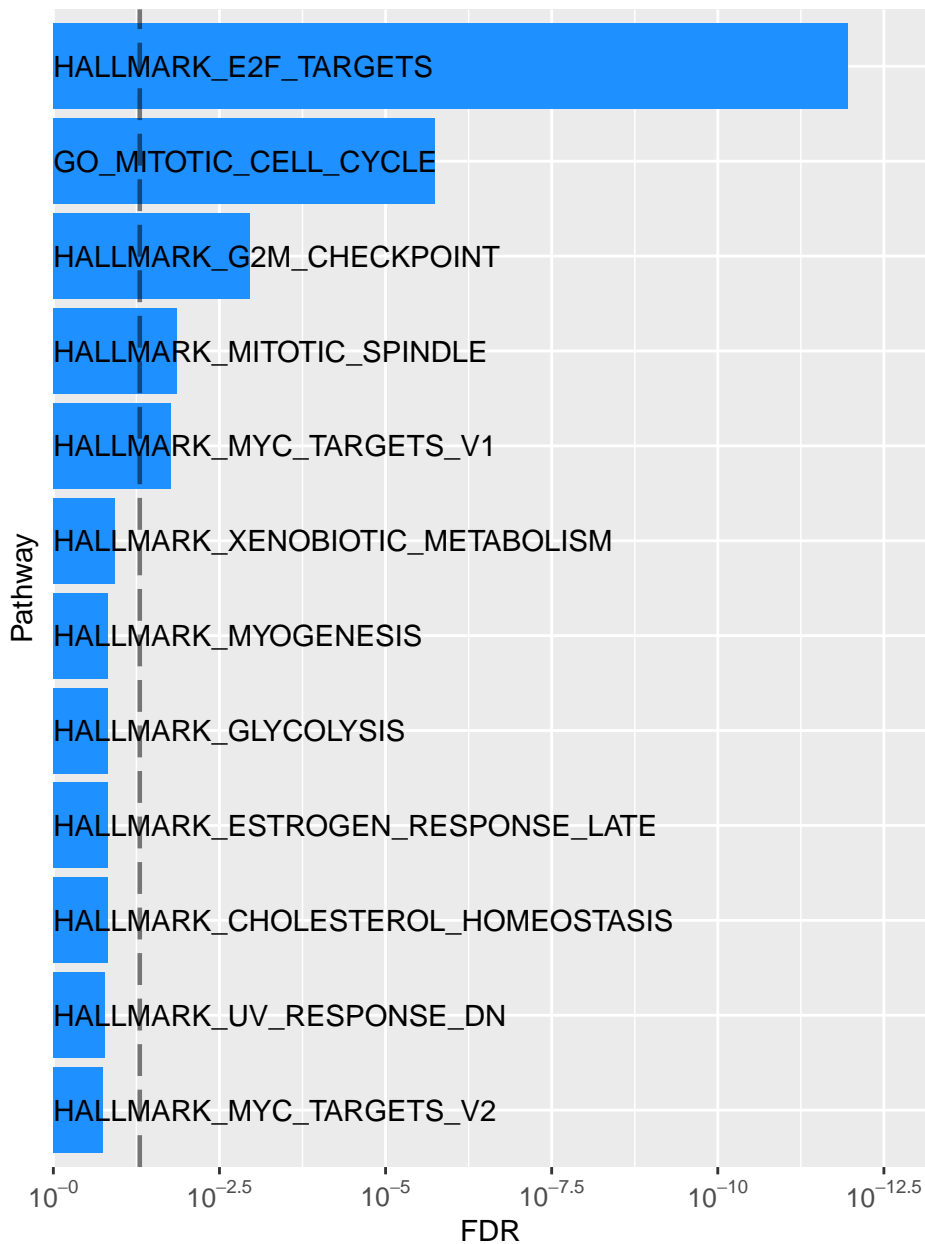 HALLMARK_E2F_TARGETS
GO_MITOTIC_CELL_CYCLE
HALLMARK_G2M_CHECKPOINT
HALLMARK_MITOTIC_SPINDLE
HALLMARK_MYC_TARGETS_V1
HALLMARK_XENOBIOTIC_METABOLISM
HALLMARK_MYOGENESIS
HALLMARK_GLYCOLYSIS
HALLMARK_ESTROGEN_RESPONSE_LATE
HALLMARK_CHOLESTEROL_HOMEOSTASIS
HALLMARK_UV_RESPONSE_DN
HALLMARK_MYC_TARGETS_V2
Pathway
10⁻⁰ 10⁻²·⁵ 10⁻⁵ 10⁻⁷·⁵ 10⁻¹⁰ 10⁻¹²·⁵
FDR